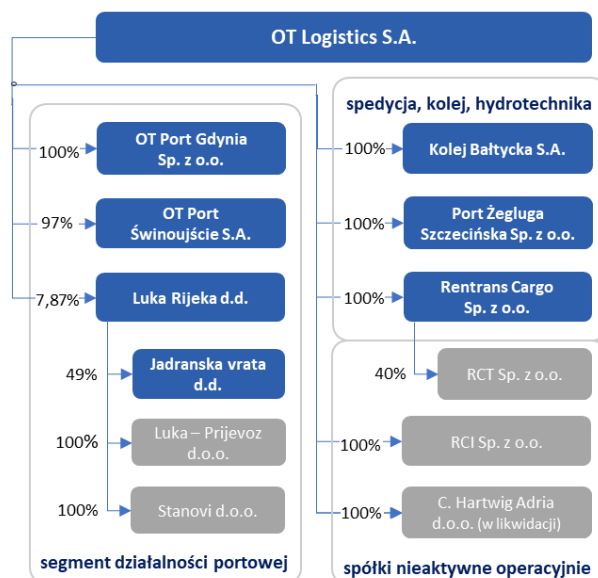 OT Logistics S.A.
100%
OT Port Gdynia
Sp. z o.o.
97%
OT Port
Świnoujście S.A.
7,87%
Luka Rijeka d.d.
49%
Jadranska vrata
d.d.
100%
Luka – Prijevoz
d.o.o.
100%
Stanovi d.o.o.
segment działalności portowej
spedycja, kolej, hydrotechnika
100%
Kolej Bałtycka S.A.
100%
Port Żegluga
Szczecińska Sp. z o.o.
100%
Rentrans Cargo
Sp. z o.o.
40%
RCT Sp. z o.o.
100%
RCI Sp. z o.o.
100%
C. Hartwig Adria
d.o.o. (w likwidacji)
spółki nieaktywne operacyjnie